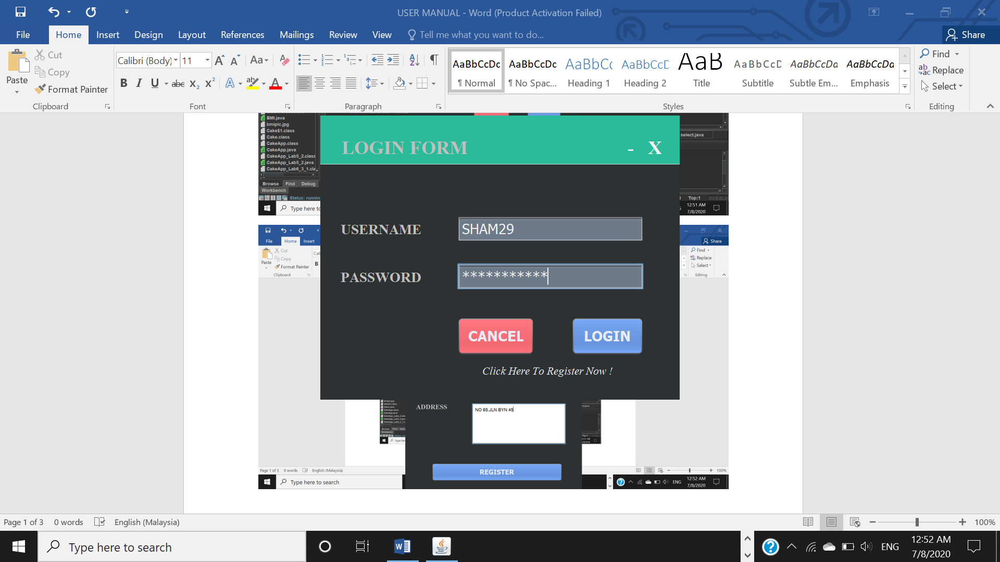 USER MANUAL - Word (Product Activation Failed)
File Home Insert Design Layout References Mailings Review View Tell me what you want to do... Share
Paste Cut Copy Format Painter
Calibri (Body) 11
AaBbCcDc AaBbCcDc AaBbCc AaBbCcD AaB AaBbCcD AaBbCcDa AaBbCcDa
¶ Normal ¶ No Spac... Heading 1 Heading 2 Title Subtitle Subtle Em... Emphasis
Find Replace Select
Clipboard Font Paragraph Styles Editing
BMI.java
bmipic.jpg
Cake$1.class
Cake.class
CakeApp.class
CakeApp.java
CakeApp_Lab5_2.class
CakeApp_Lab5_2.java
CakeApp_Lab6_3_1.cla
Browse Find Debug
Workbench
Status: runnin
Type here to
select.java
Top:1 OVS BLK
12:51 AM
7/8/2020
LOGIN FORM - X
USERNAME SHAM29
PASSWORD ***********
CANCEL LOGIN
Click Here To Register Now !
File Home Insert Share
Paste Cut Copy Format Painter Cal B
Clipboard
Find Replace Select
Editing
ADDRESS NO 65,JLN BYN 45
REGISTER
Page 1 of 3 0 words English (Malaysia) 100%
Type here to search ENG 12:52 AM
7/8/2020
Page 1 of 3 0 words English (Malaysia) 100%
Type here to search ENG 12:52 AM
7/8/2020